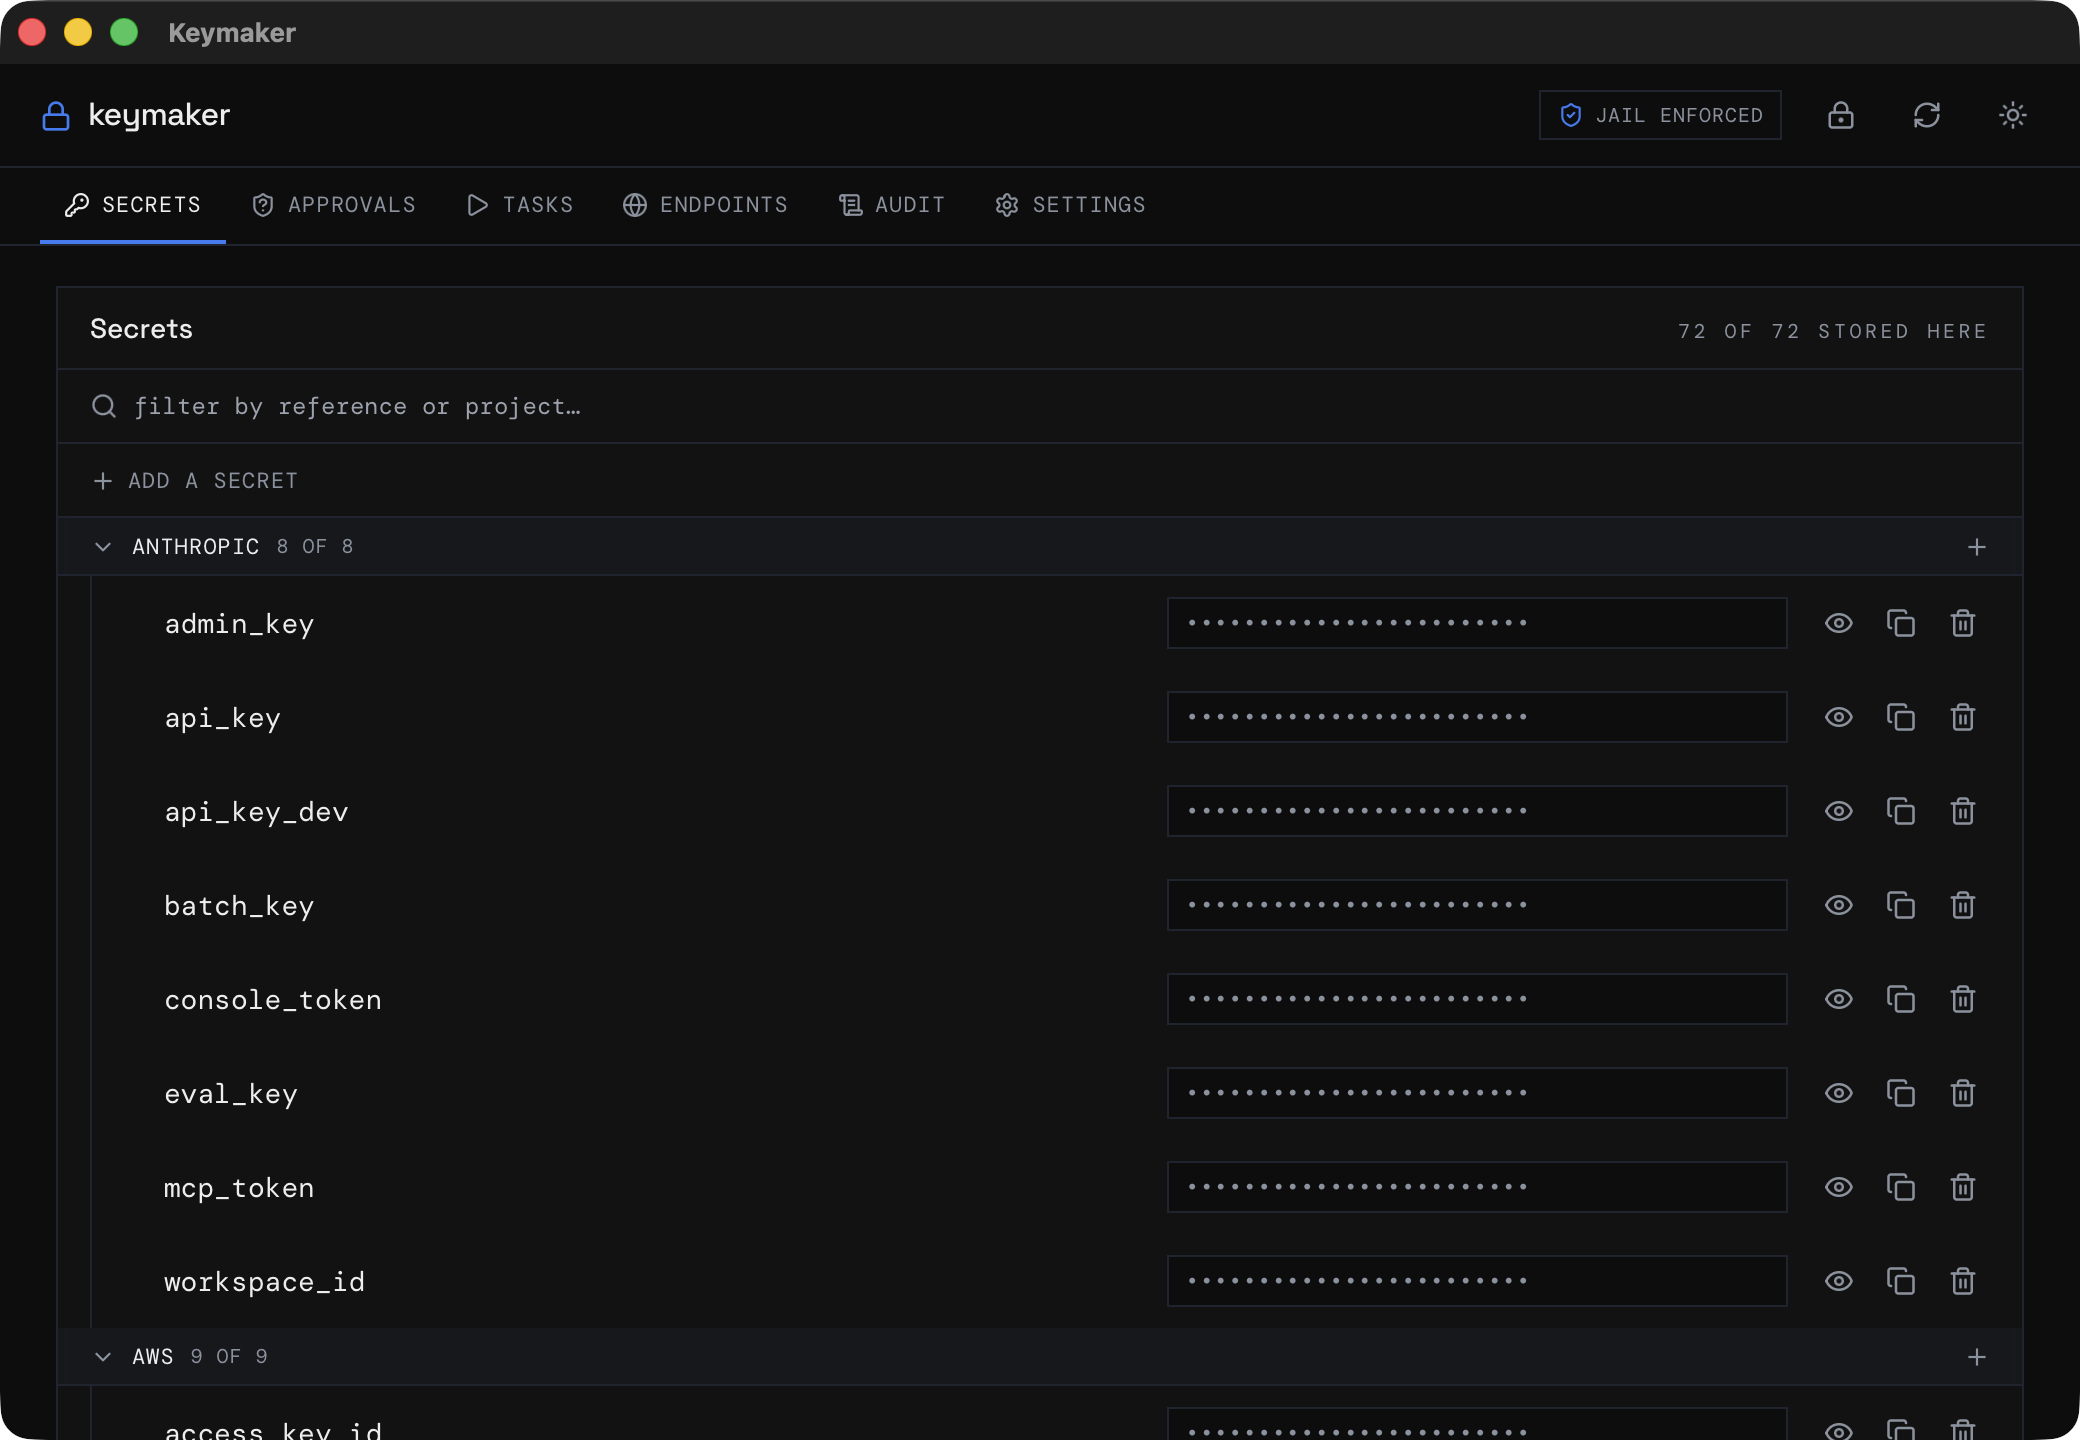 Keymaker
keymaker
JAIL ENFORCED
SECRETS APPROVALS TASKS ENDPOINTS AUDIT SETTINGS
Secrets
72 OF 72 STORED HERE
filter by reference or project…
ADD A SECRET
ANTHROPIC 8 OF 8
admin_key
api_key
api_key_dev
batch_key
console_token
eval_key
mcp_token
workspace_id
AWS 9 OF 9
access_key_id